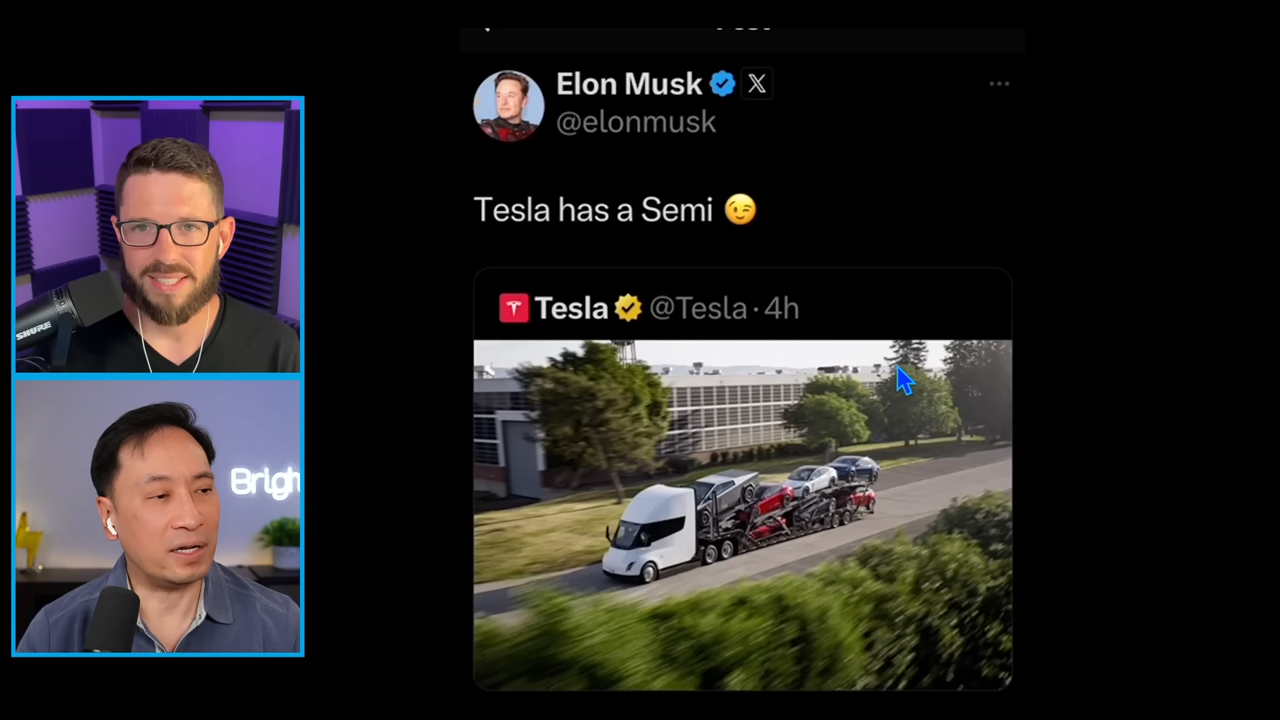 Elon Musk
@elonmusk
Tesla has a Semi 😉
Tesla @Tesla · 4h
SHURE
Brigh